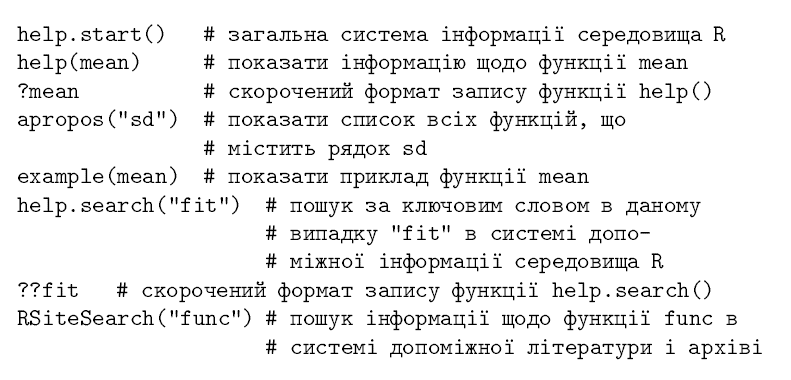 help.start()   # загальна система інформації середовища R
help(mean)     # показати інформацію щодо функції mean
?mean          # скорочений формат запису функції help()
apropos("sd")  # показати список всіх функцій, що
               # містить рядок sd
example(mean)  # показати приклад функції mean
help.search("fit")  # пошук за ключовим словом в даному
                    # випадку "fit" в системі допо-
                    # міжної інформації середовища R
??fit   # скорочений формат запису функції help.search()
RSiteSearch("func") # пошук інформації щодо функції func в
                    # системі допоміжної літератури і архіві